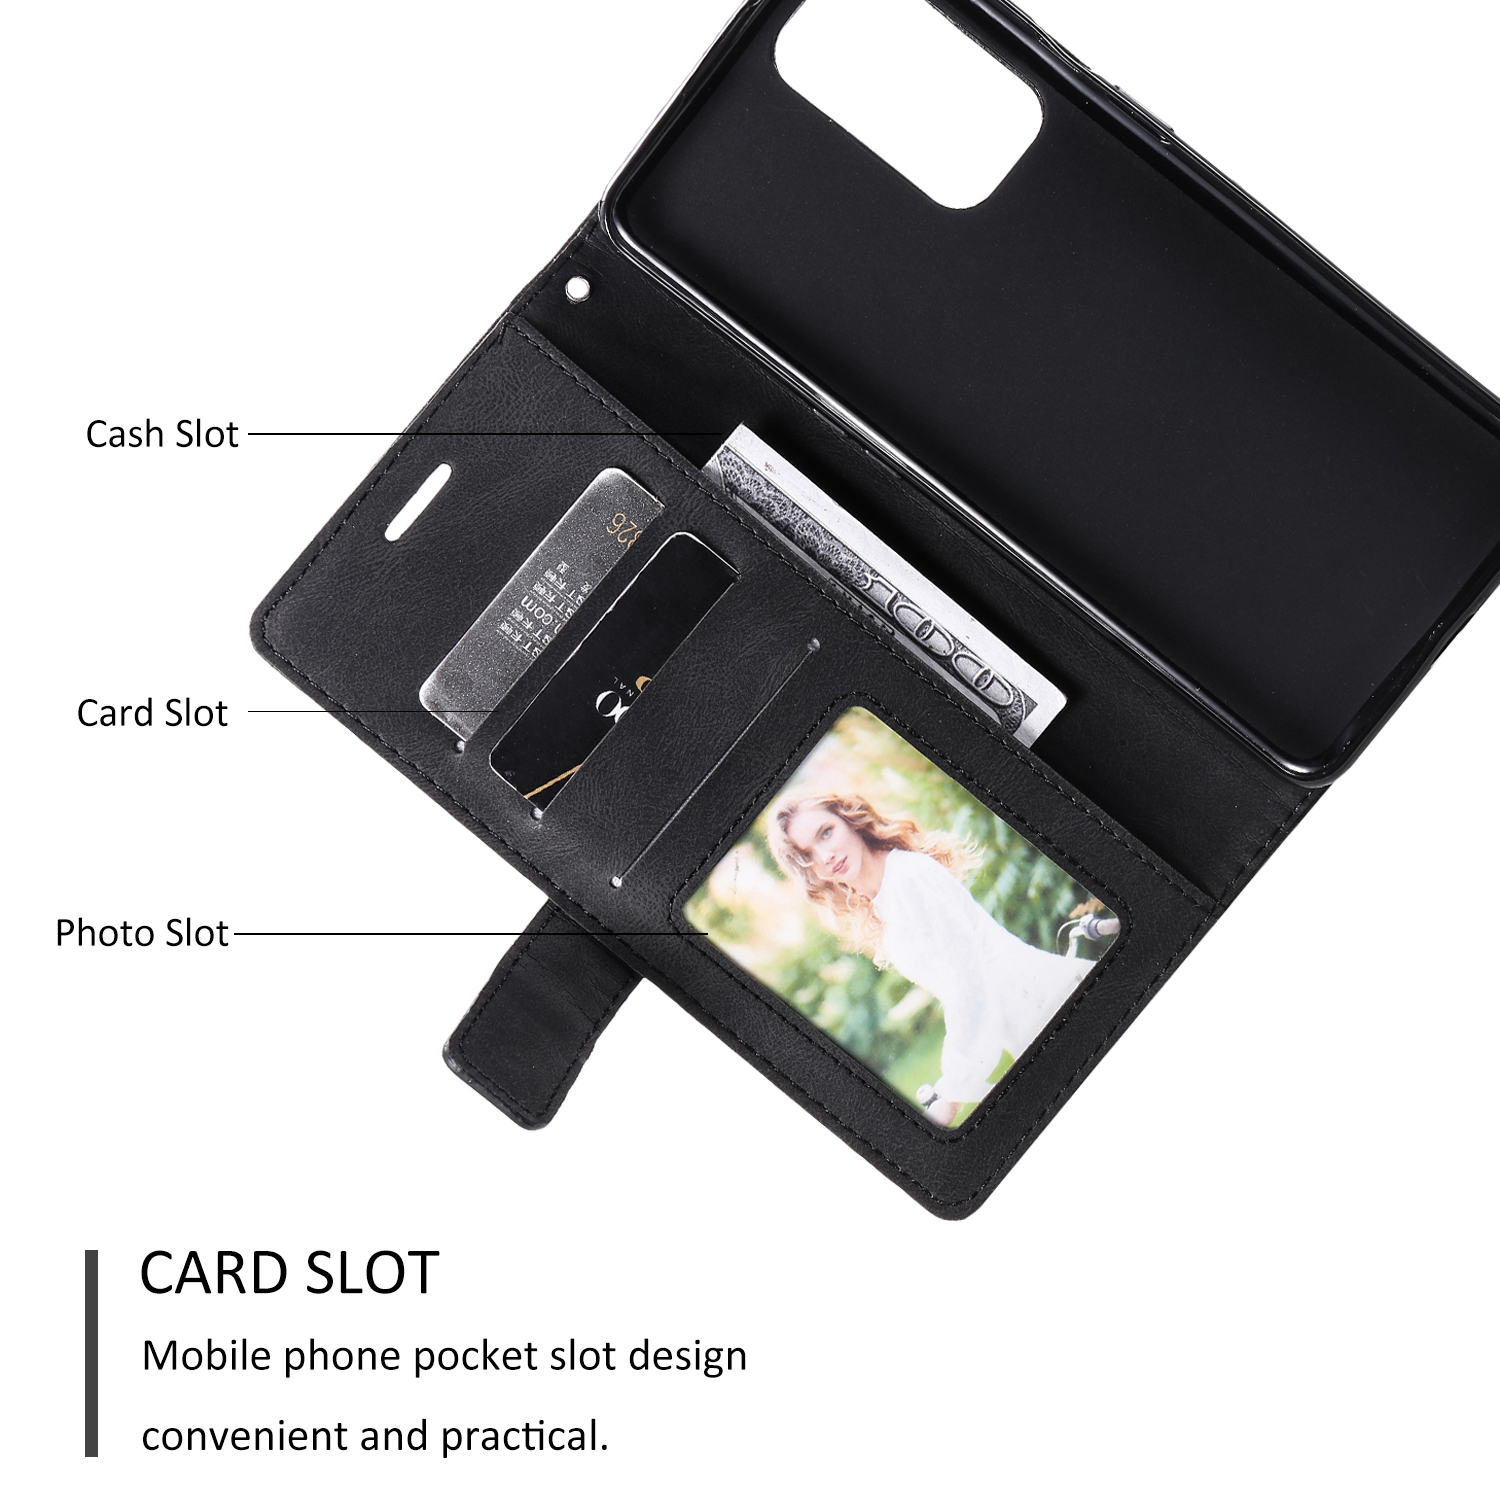 Cash Slot
Card Slot
Photo Slot
CARD SLOT
Mobile phone pocket slot design
convenient and practical.